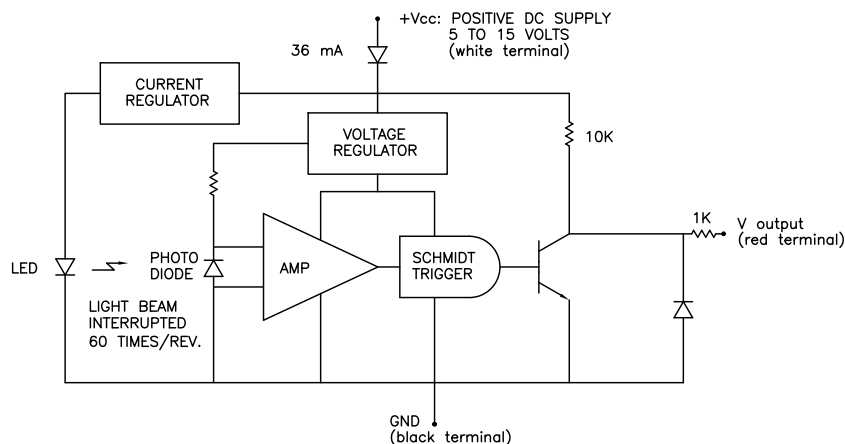 +Vcc: POSITIVE DC SUPPLY
5 TO 15 VOLTS
(white terminal)
36 mA
CURRENT
REGULATOR
VOLTAGE
REGULATOR
10K
1K
V output
(red terminal)
LED
PHOTO
DIODE
AMP
SCHMIDT
TRIGGER
LIGHT BEAM
INTERRUPTED
60 TIMES/REV.
GND
(black terminal)